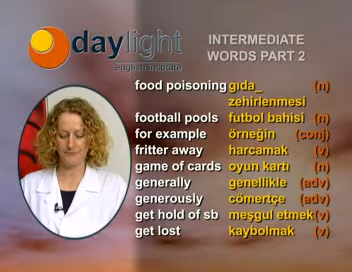 daylight
english institute
INTERMEDIATE
WORDS PART 2
food poisoning gıda_ (n)
zehirlenmesi
football pools futbol bahisi (n)
for example örneğin (conj)
fritter away harcamak (v)
game of cards oyun kartı (n)
generally genellikle (adv)
generously cömertçe (adv)
get hold of sb meşgul etmek (v)
get lost kaybolmak (v)